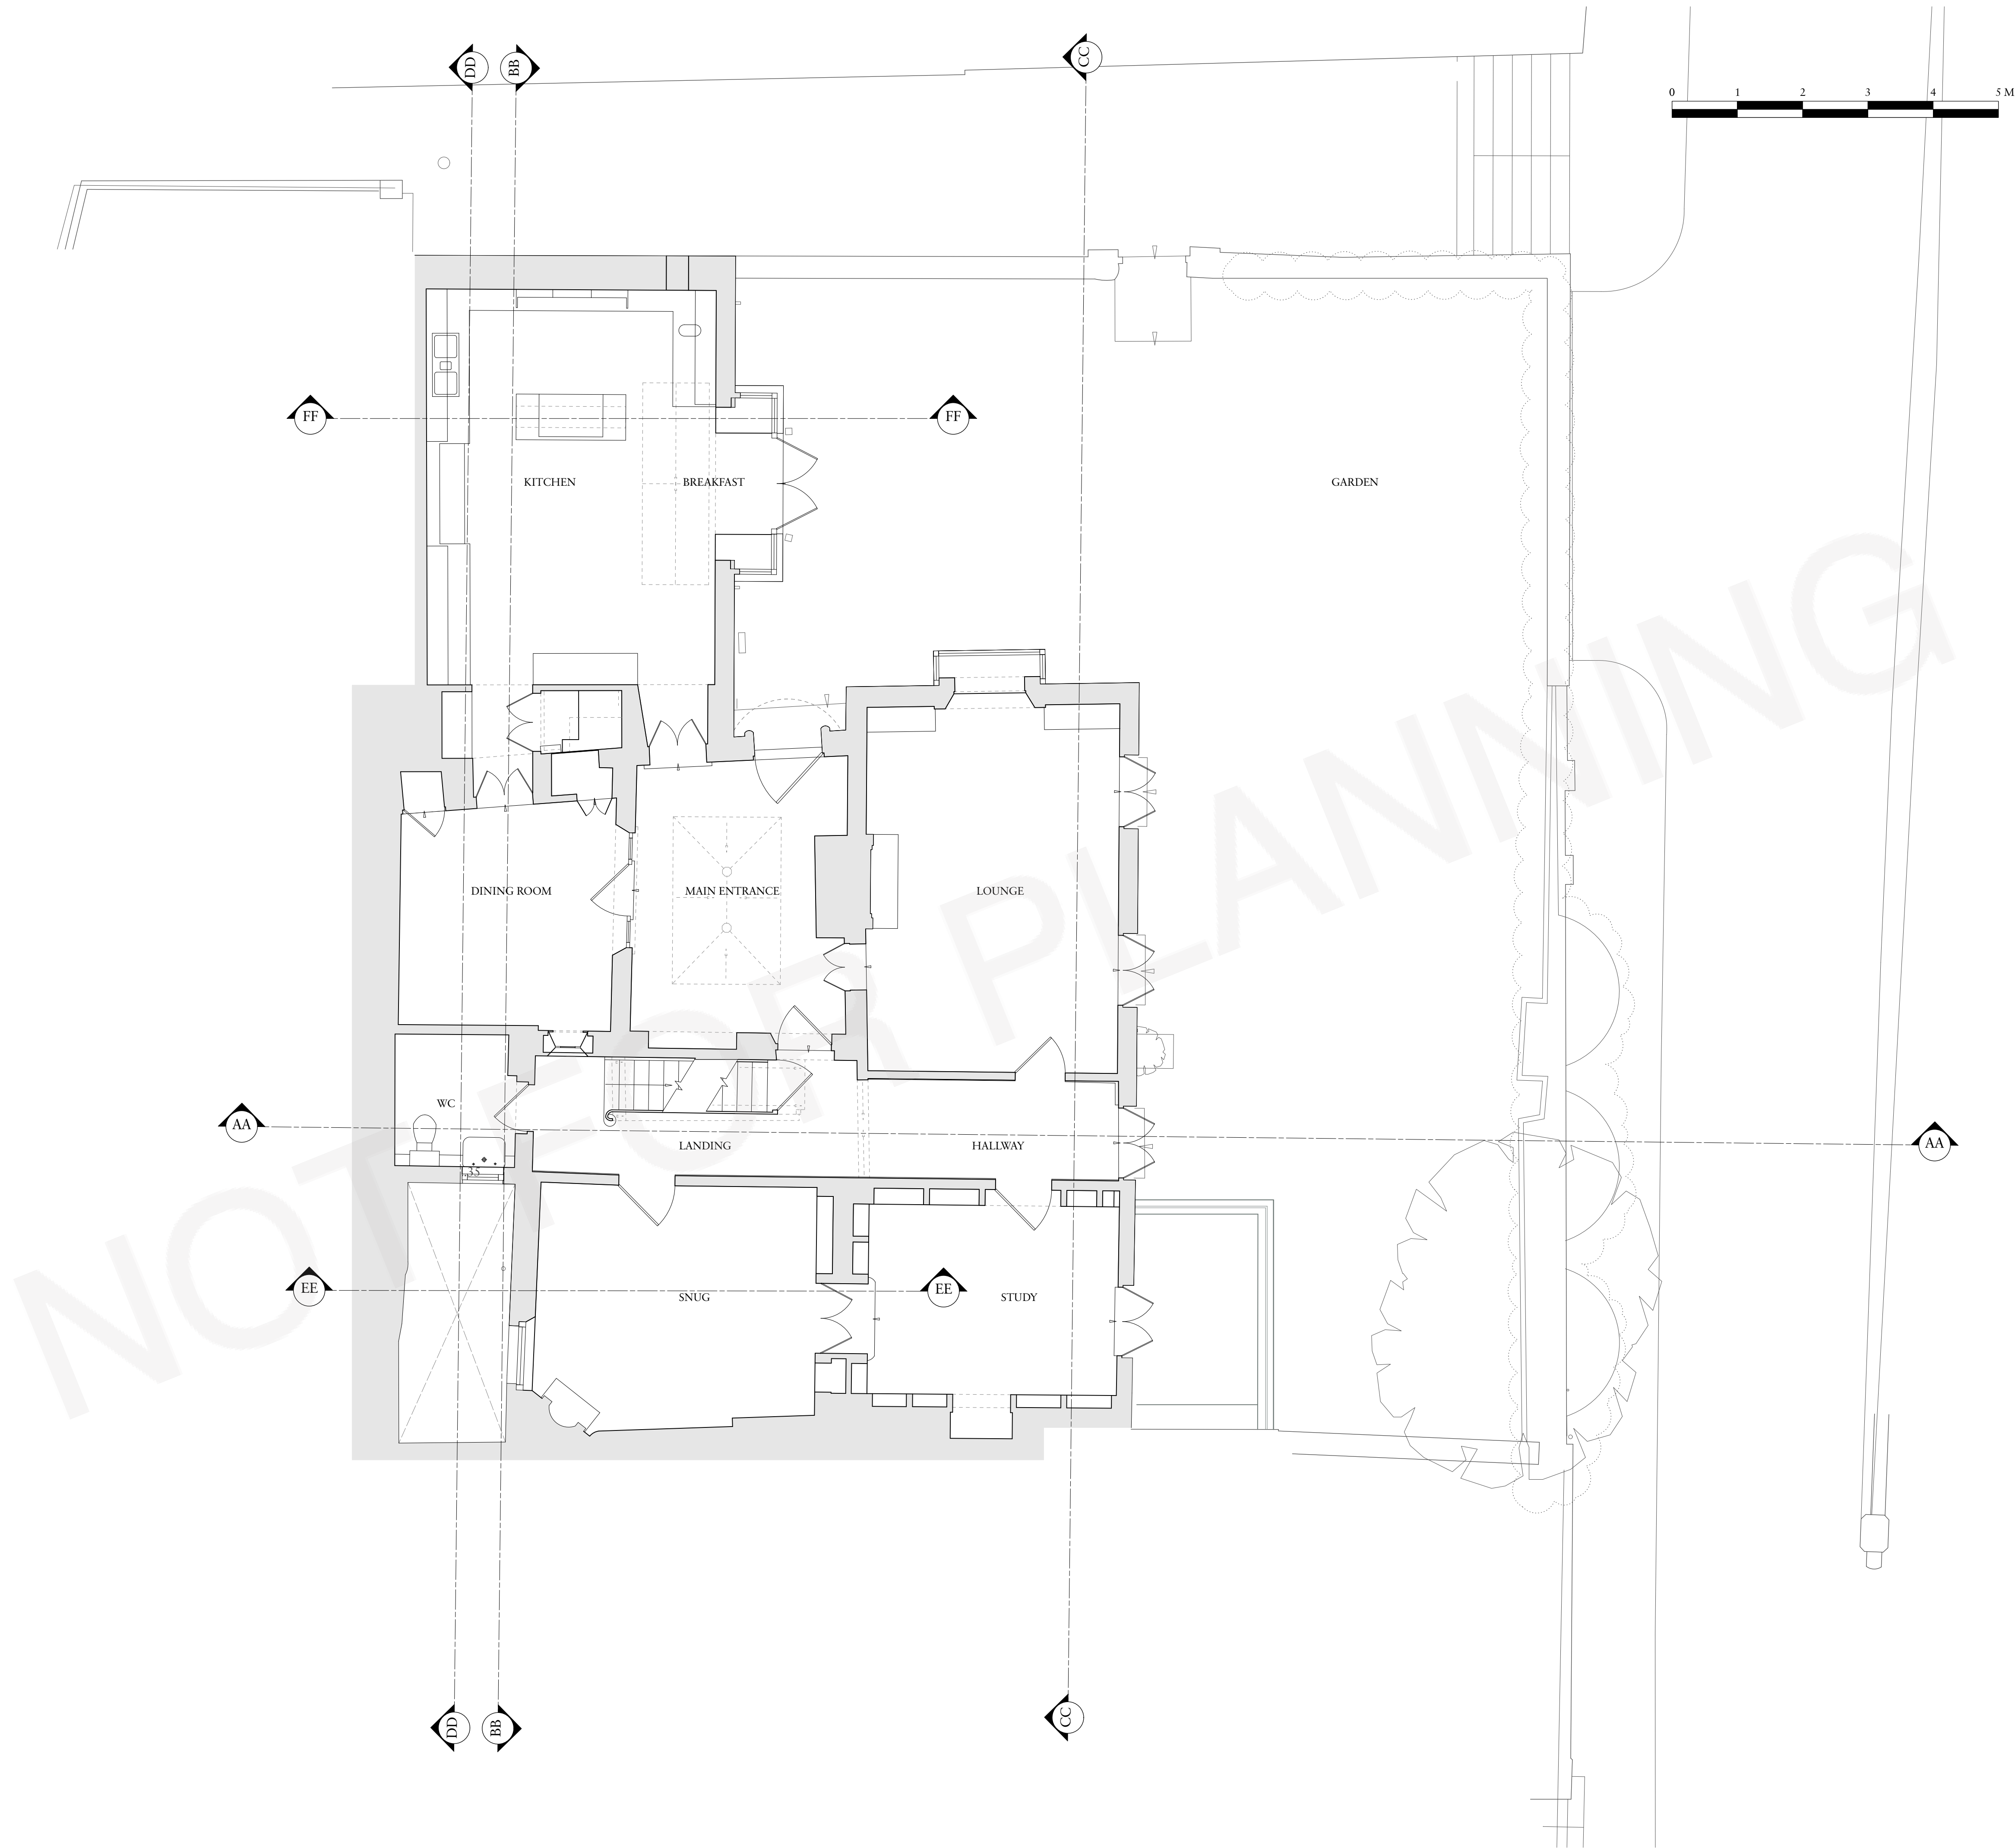 DD
BB
CC
0 1 2 3 4 5 M
FF
FF
KITCHEN
BREAKFAST
GARDEN
DINING ROOM
MAIN ENTRANCE
LOUNGE
WC
AA
LANDING
HALLWAY
AA
35
EE
SNUG
EE
STUDY
DD
BB
CC
NOT FOR PLANNING